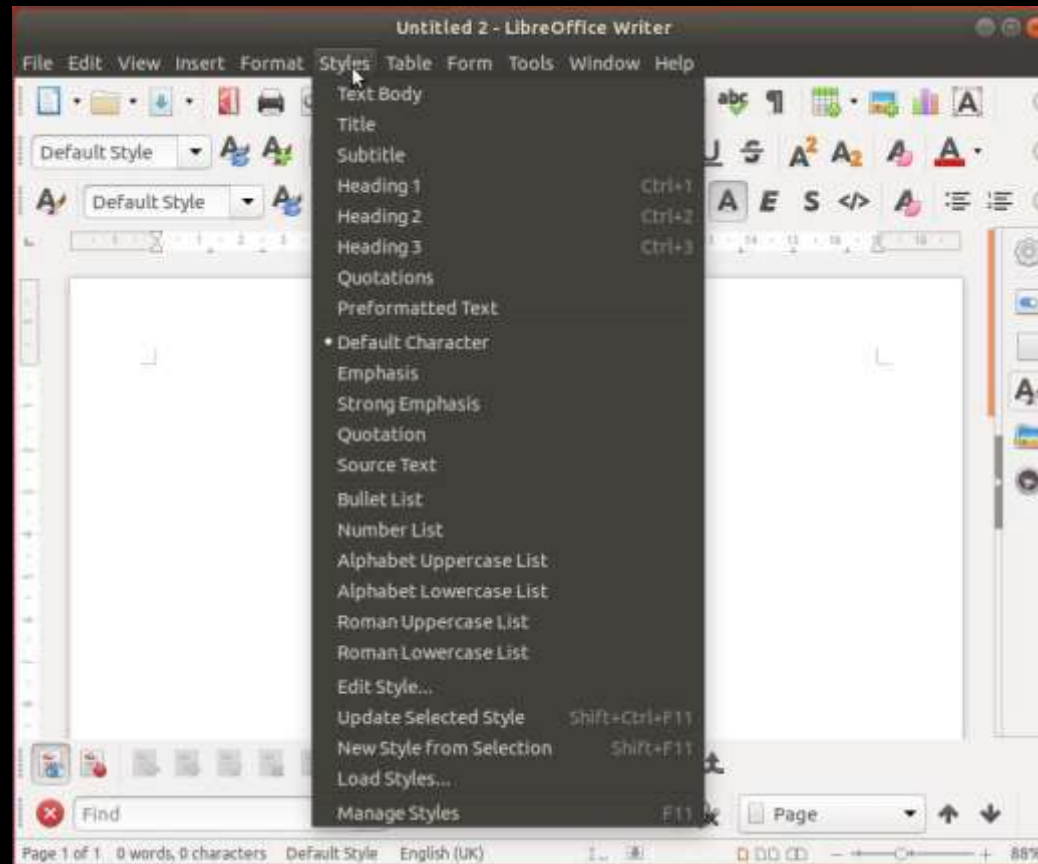 Untitled 2 - LibreOffice Writer
File Edit View Insert Format Styles Table Form Tools Window Help
Text Body
Title
Subtitle
Heading 1 Ctrl+1
Heading 2 Ctrl+2
Heading 3 Ctrl+3
Quotations
Preformatted Text
• Default Character
Emphasis
Strong Emphasis
Quotation
Source Text
Bullet List
Number List
Alphabet Uppercase List
Alphabet Lowercase List
Roman Uppercase List
Roman Lowercase List
Edit Style...
Update Selected Style Shift+Ctrl+F11
New Style from Selection Shift+F11
Load Styles...
Manage Styles F11
abc
Default Style
Default Style
Find
Page
Page 1 of 1 0 words, 0 characters Default Style English (UK) 88%